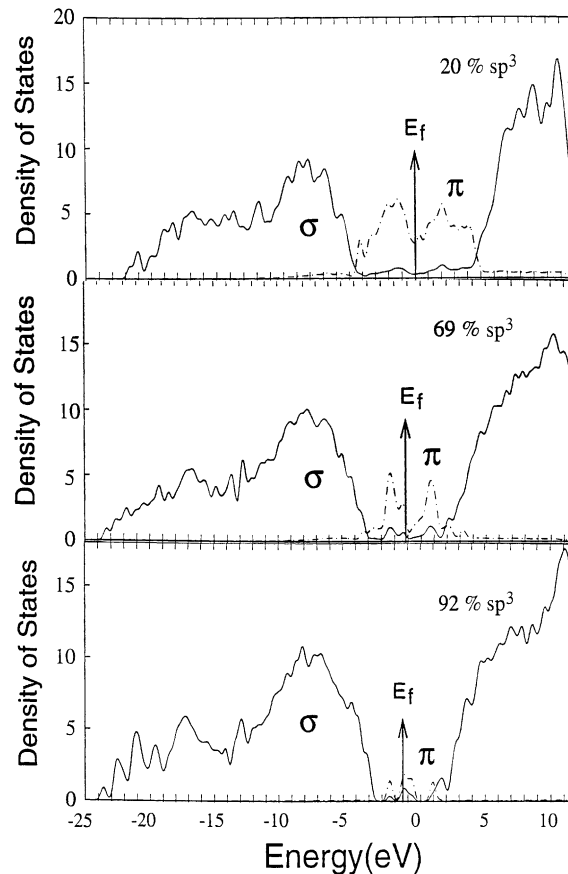 20
20 % sp³
15
E_f
10
π
5
σ
0
Density of States
69 % sp³
15
E_f
10
π
5
σ
0
Density of States
92 % sp³
15
10
E_f
5
σ
π
0
Density of States
-25 -20 -15 -10 -5 0 5 10
Energy(eV)